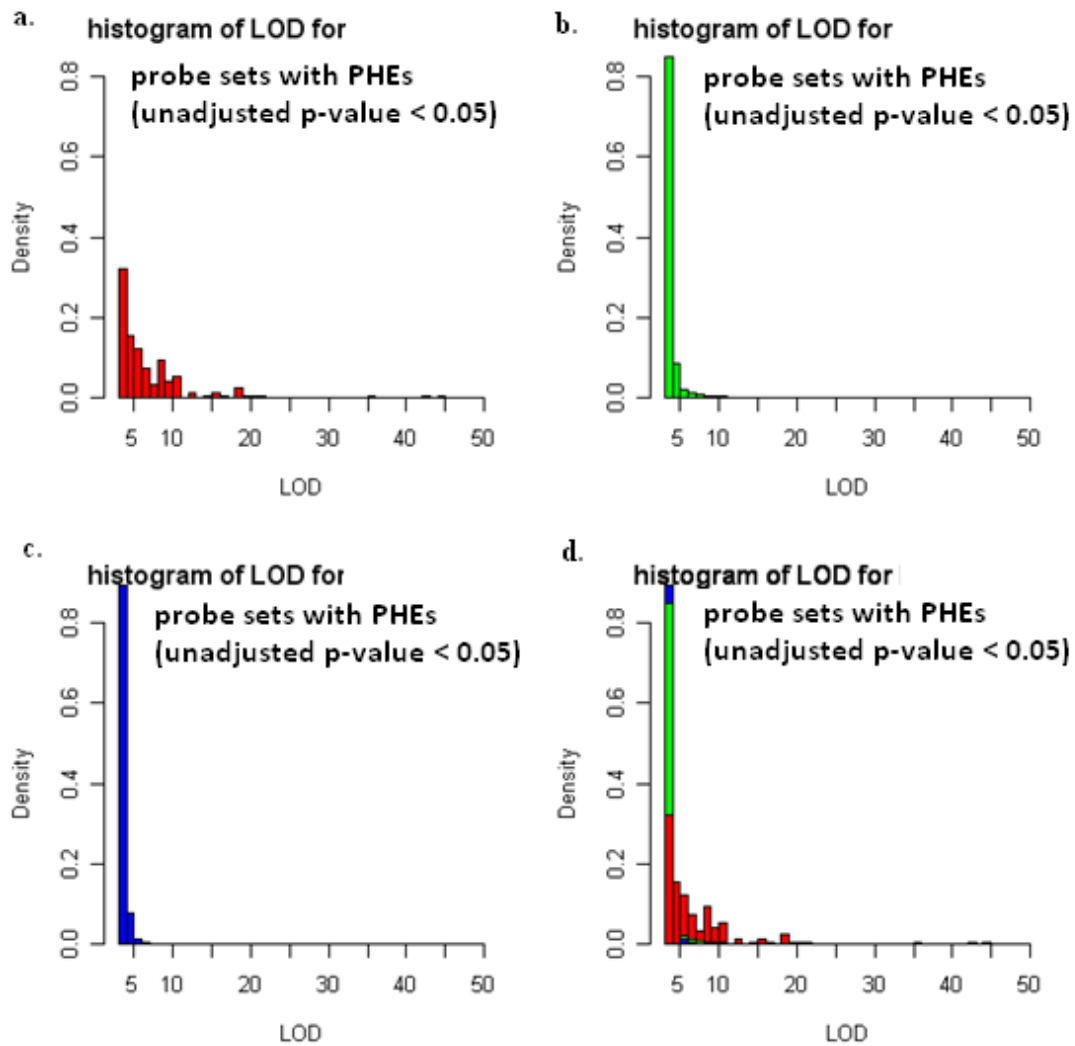 a.
histogram of LOD for
probe sets with PHEs
(unadjusted p-value < 0.05)
0.8
0.6
0.4
0.2
0.0
Density
5 10 20 30 40 50
LOD
b.
histogram of LOD for
probe sets with PHEs
(unadjusted p-value < 0.05)
0.8
0.6
0.4
0.2
0.0
Density
5 10 20 30 40 50
LOD
c.
histogram of LOD for
probe sets with PHEs
(unadjusted p-value < 0.05)
0.8
0.6
0.4
0.2
0.0
Density
5 10 20 30 40 50
LOD
d.
histogram of LOD for
probe sets with PHEs
(unadjusted p-value < 0.05)
0.8
0.6
0.4
0.2
0.0
Density
5 10 20 30 40 50
LOD